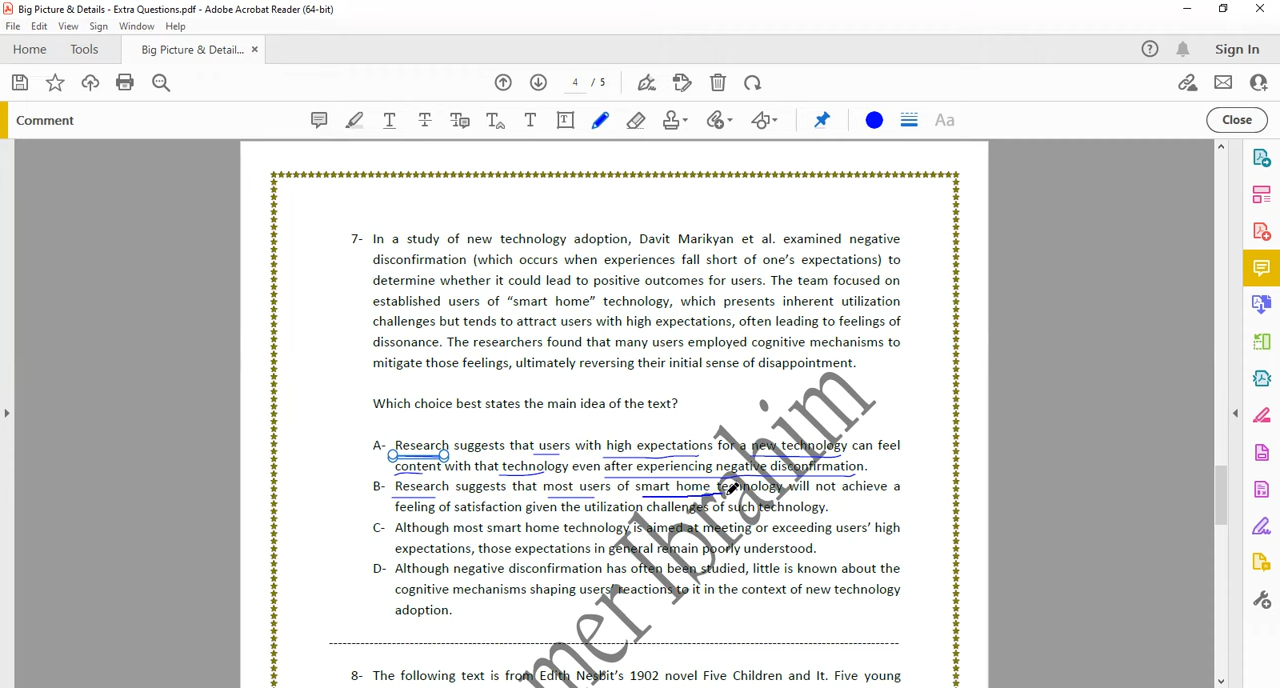 Big Picture & Details - Extra Questions.pdf - Adobe Acrobat Reader (64-bit)
File Edit View Sign Window Help
Home Tools Big Picture & Detail... × ? Sign In
4 / 5
Comment Aa Close
7- In a study of new technology adoption, Davit Marikyan et al. examined negative
disconfirmation (which occurs when experiences fall short of one's expectations) to
determine whether it could lead to positive outcomes for users. The team focused on
established users of “smart home” technology, which presents inherent utilization
challenges but tends to attract users with high expectations, often leading to feelings of
dissonance. The researchers found that many users employed cognitive mechanisms to
mitigate those feelings, ultimately reversing their initial sense of disappointment.
Which choice best states the main idea of the text?
A- Research suggests that users with high expectations for a new technology can feel
content with that technology even after experiencing negative disconfirmation.
B- Research suggests that most users of smart home technology will not achieve a
feeling of satisfaction given the utilization challenges of such technology.
C- Although most smart home technology is aimed at meeting or exceeding users' high
expectations, those expectations in general remain poorly understood.
D- Although negative disconfirmation has often been studied, little is known about the
cognitive mechanisms shaping users' reactions to it in the context of new technology
adoption.
8- The following text is from Edith Nesbit's 1902 novel Five Children and It. Five young
mer Ibrahim